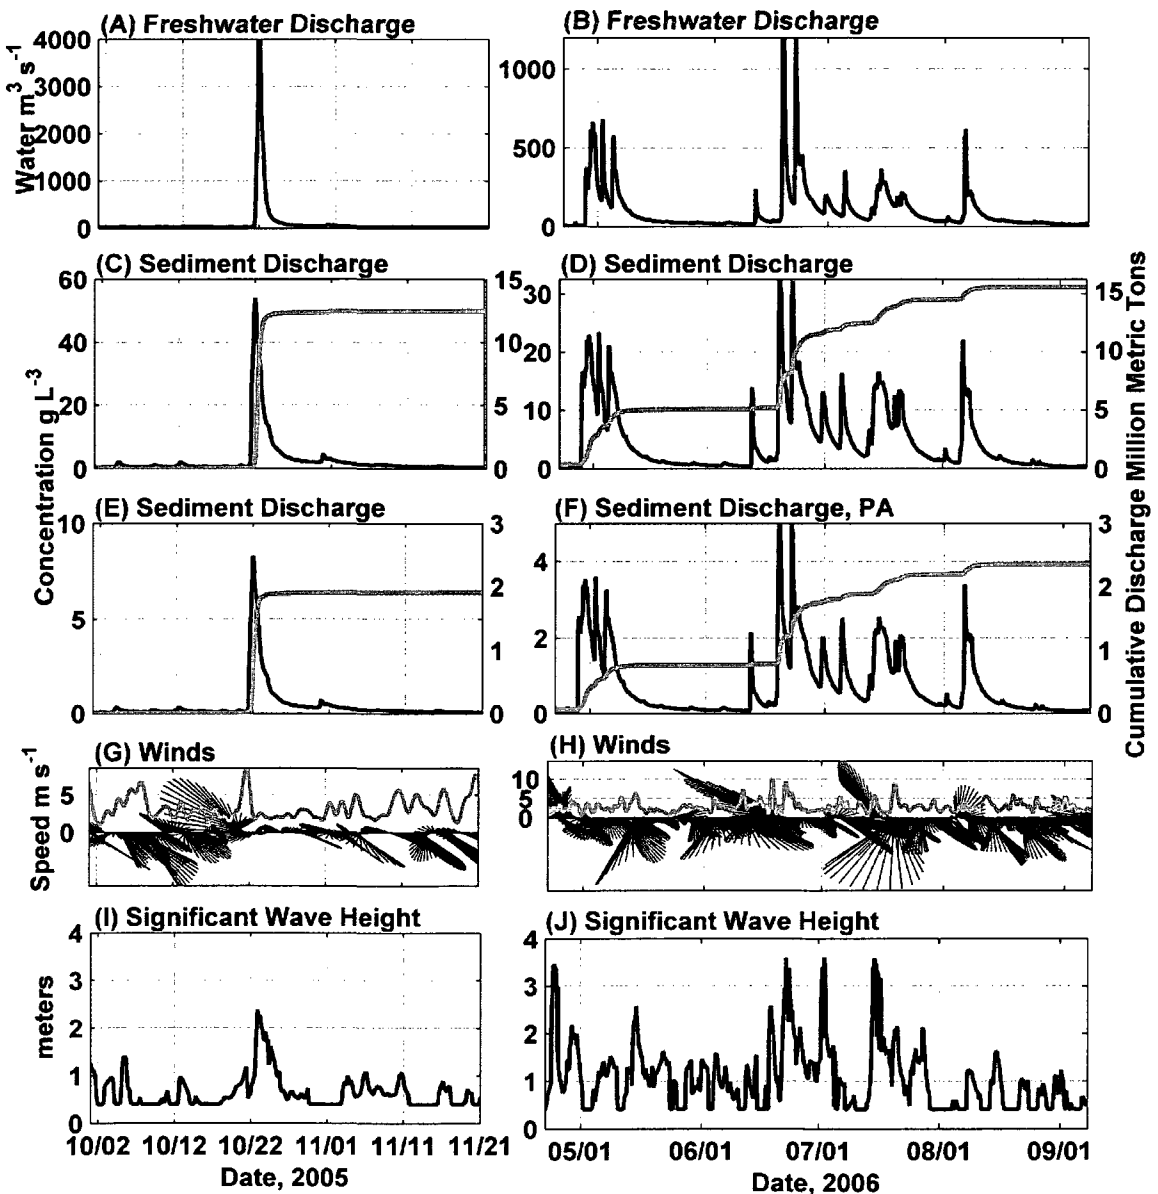 (A) Freshwater Discharge
(B) Freshwater Discharge
Water m3 s-1
4000
3000
2000
1000
0
1000
500
0
(C) Sediment Discharge
(D) Sediment Discharge
60
40
20
0
15
10
5
0
30
20
10
0
15
10
5
0
Concentration g L-3
Cumulative Discharge Million Metric Tons
(E) Sediment Discharge
(F) Sediment Discharge, PA
10
5
0
3
2
1
0
4
2
0
3
2
1
0
(G) Winds
(H) Winds
Speed m s-1
5
0
10
5
0
(I) Significant Wave Height
(J) Significant Wave Height
meters
4
3
2
1
0
4
3
2
1
0
10/02 10/12 10/22 11/01 11/11 11/21
05/01 06/01 07/01 08/01 09/01
Date, 2005
Date, 2006